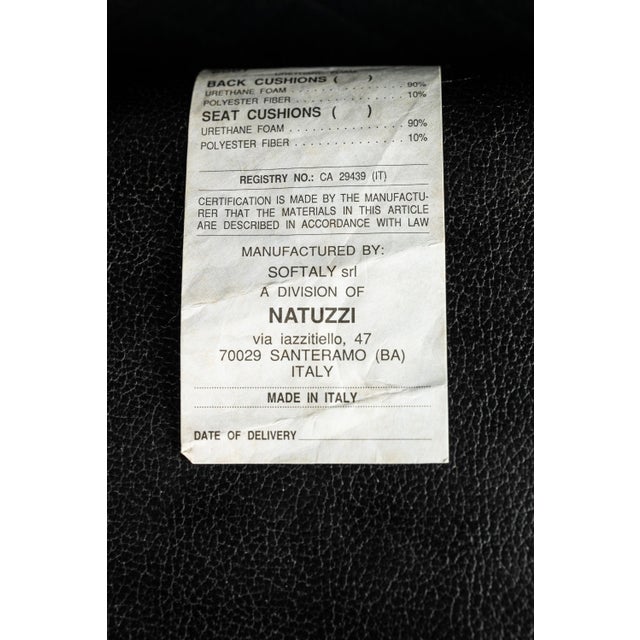 BACK CUSHIONS ( )
URETHANE FOAM 90%
POLYESTER FIBER 10%
SEAT CUSHIONS ( )
URETHANE FOAM 90%
POLYESTER FIBER 10%
REGISTRY NO.: CA 29439 (IT)
CERTIFICATION IS MADE BY THE MANUFACTU-
RER THAT THE MATERIALS IN THIS ARTICLE
ARE DESCRIBED IN ACCORDANCE WITH LAW
MANUFACTURED BY:
SOFTALY srl
A DIVISION OF
NATUZZI
via iazzitiello, 47
70029 SANTERAMO (BA)
ITALY
MADE IN ITALY
DATE OF DELIVERY